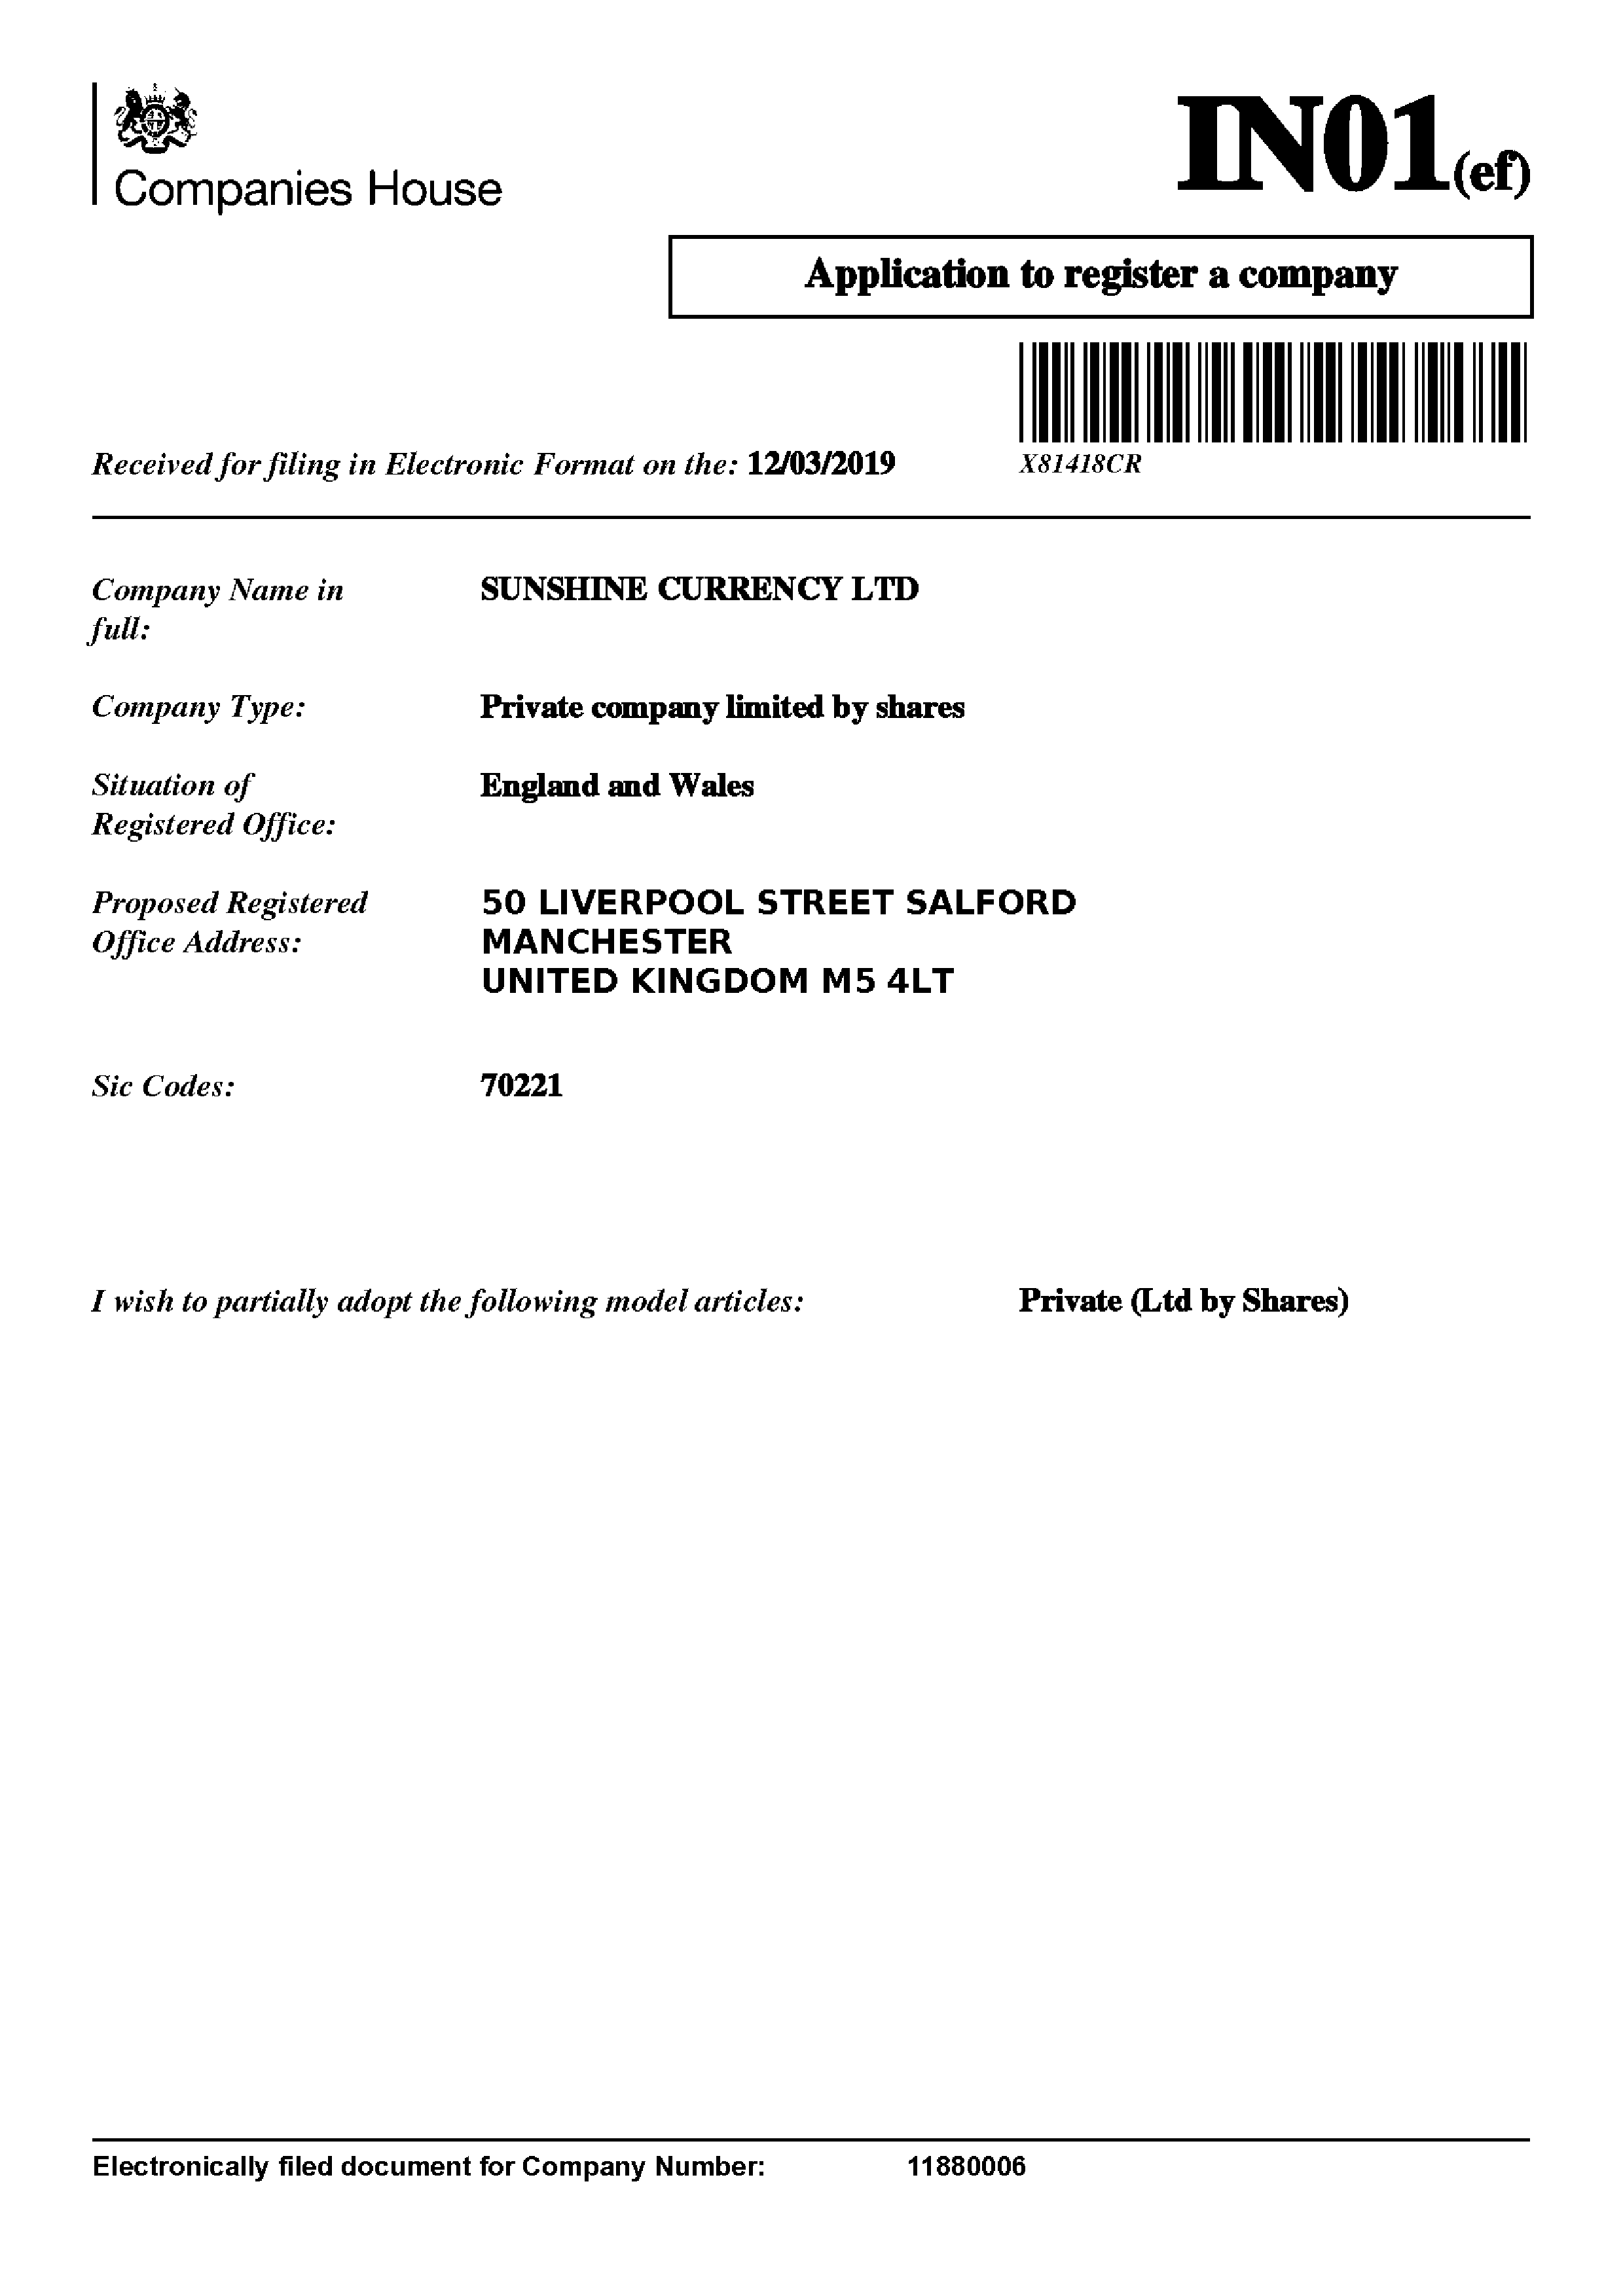 Companies House
IN01(ef)
Application to register a company
Received for filing in Electronic Format on the: 12/03/2019
X81418CR
Company Name in full:
SUNSHINE CURRENCY LTD
Company Type:
Private company limited by shares
Situation of Registered Office:
England and Wales
Proposed Registered Office Address:
50 LIVERPOOL STREET SALFORD
MANCHESTER
UNITED KINGDOM M5 4LT
Sic Codes:
70221
I wish to partially adopt the following model articles:
Private (Ltd by Shares)
Electronically filed document for Company Number:
11880006